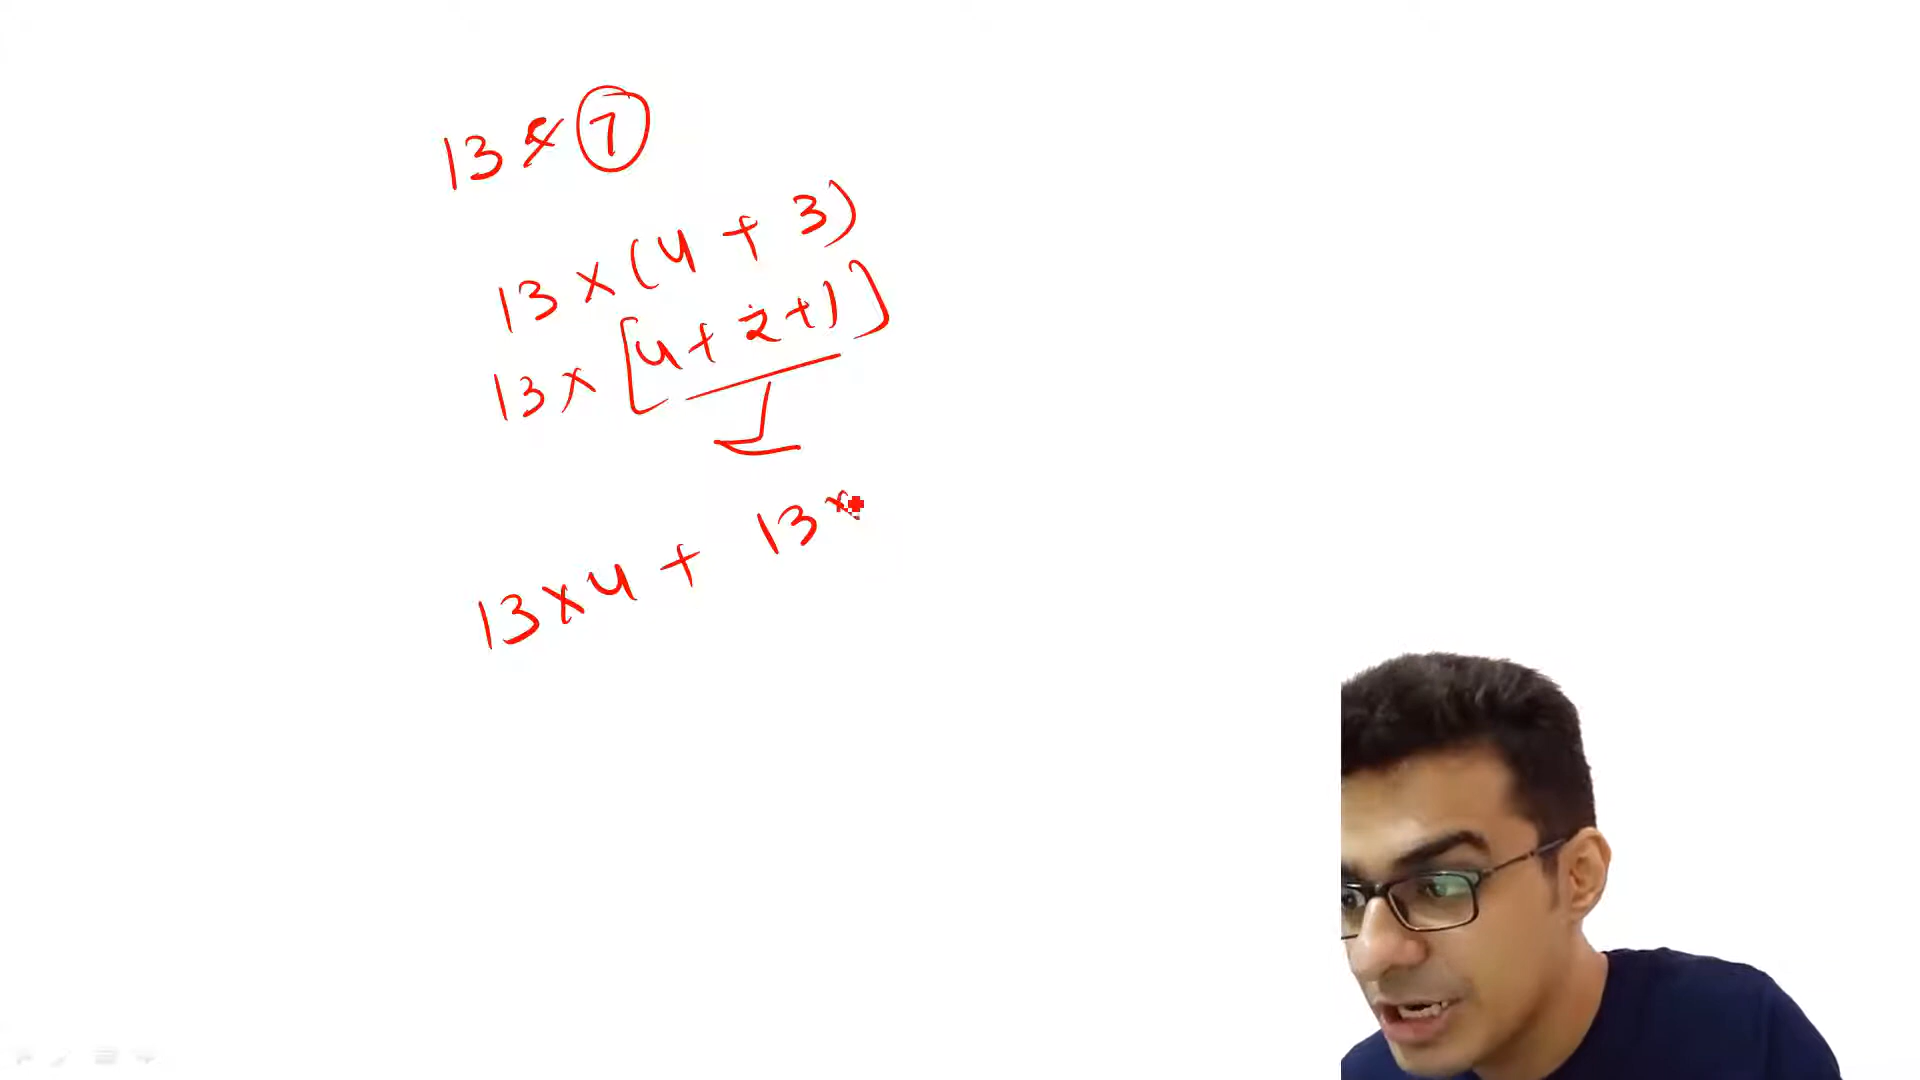 13 × 7
13 × (4 + 3)
13 × [4 + 2 + 1]
13 × 4 + 13 ×